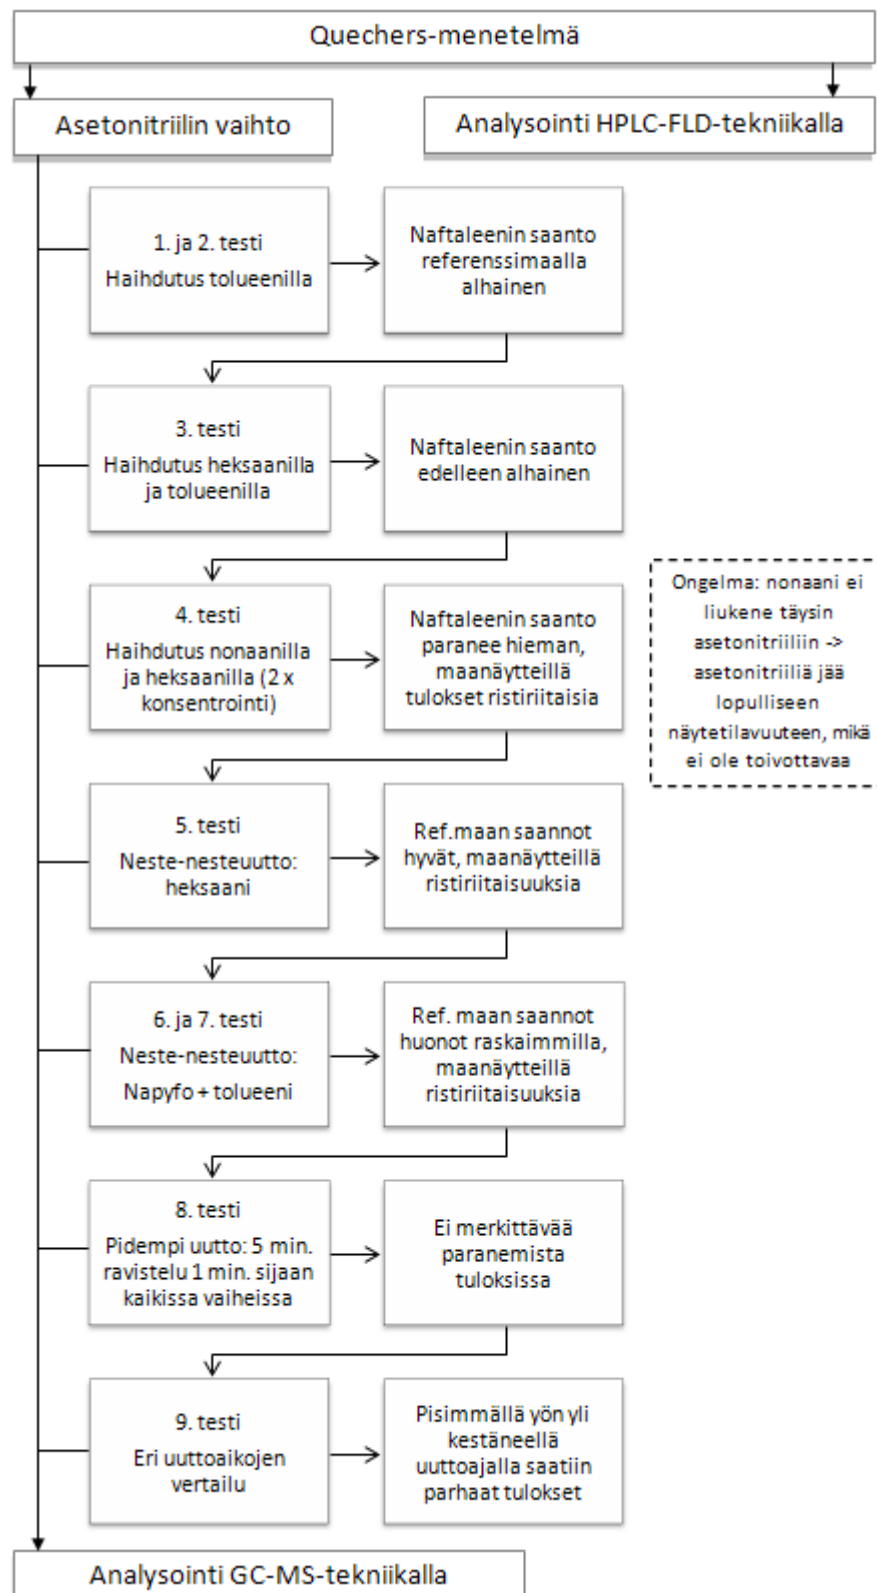 Quechers-menetelmä
Asetonitriilin vaihto
Analysointi HPLC-FLD-tekniikalla
1. ja 2. testi
Haihdutus tolueenilla
Naftaleenin saanto
referenssimaalla
alhainen
3. testi
Haihdutus heksaanilla
ja tolueenilla
Naftaleenin saanto
edelleen alhainen
4. testi
Haihdutus nonaanilla
ja heksaanilla (2 x
konsentrointi)
Naftaleenin saanto
paranee hieman,
maanäytteillä
tulokset ristiriitaisia
Ongelma: nonaani ei
liukene täysin
asetonitriiliin ->
asetonitriiliä jää
lopulliseen
näytetilavuuteen, mikä
ei ole toivottavaa
5. testi
Neste-nesteuutto:
heksaani
Ref.maan saannot
hyvät, maanäytteillä
ristiriitaisuuksia
6. ja 7. testi
Neste-nesteuutto:
Napyfo + tolueeni
Ref. maan saannot
huonot raskaimmilla,
maanäytteillä
ristiriitaisuuksia
8. testi
Pidempi uutto: 5 min.
ravistelu 1 min. sijaan
kaikissa vaiheissa
Ei merkittävää
paranemista
tuloksissa
9. testi
Eri uuttoaikojen
vertailu
Pisimmällä yön yli
kestäneellä
uuttoajalla saatiin
parhaat tulokset
Analysointi GC-MS-tekniikalla